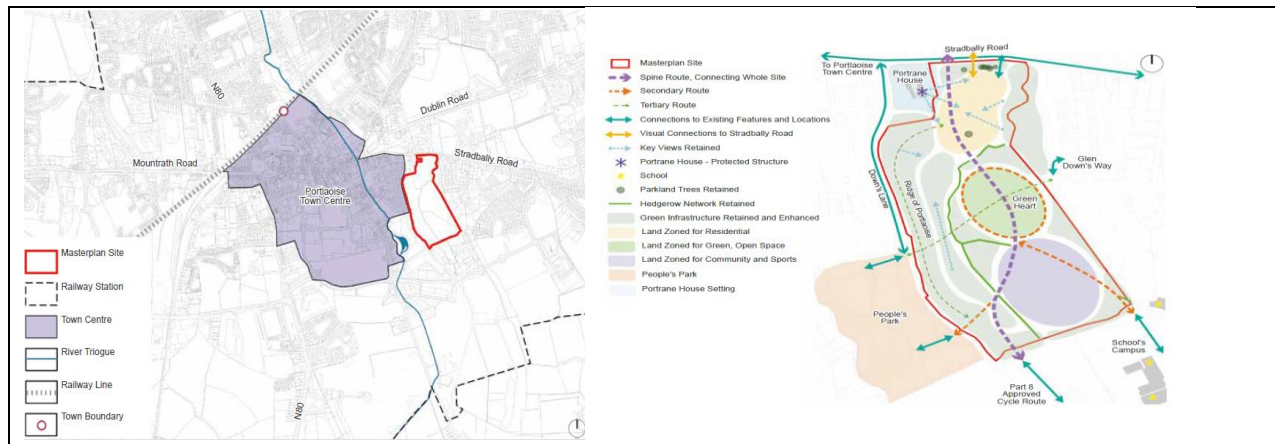 N80
Dublin Road
Stradbally Road
Mountrath Road
Portlaoise
Town Centre
N80
Masterplan Site
Railway Station
Town Centre
River Triogue
Railway Line
Town Boundary
Masterplan Site
Spine Route, Connecting Whole Site
Secondary Route
Tertiary Route
Connections to Existing Features and Locations
Visual Connections to Stradbally Road
Key Views Retained
Portrane House - Protected Structure
School
Parkland Trees Retained
Hedgerow Network Retained
Green Infrastructure Retained and Enhanced
Land Zoned for Residential
Land Zoned for Green, Open Space
Land Zoned for Community and Sports
People's Park
Portrane House Setting
Stradbally Road
To Portlaoise
Town Centre
Portrane
House
Glen
Down's Way
Down's Lane
Ridge of Portlaoise
Green
Heart
People's
Park
School's
Campus
Part 8
Approved
Cycle Route